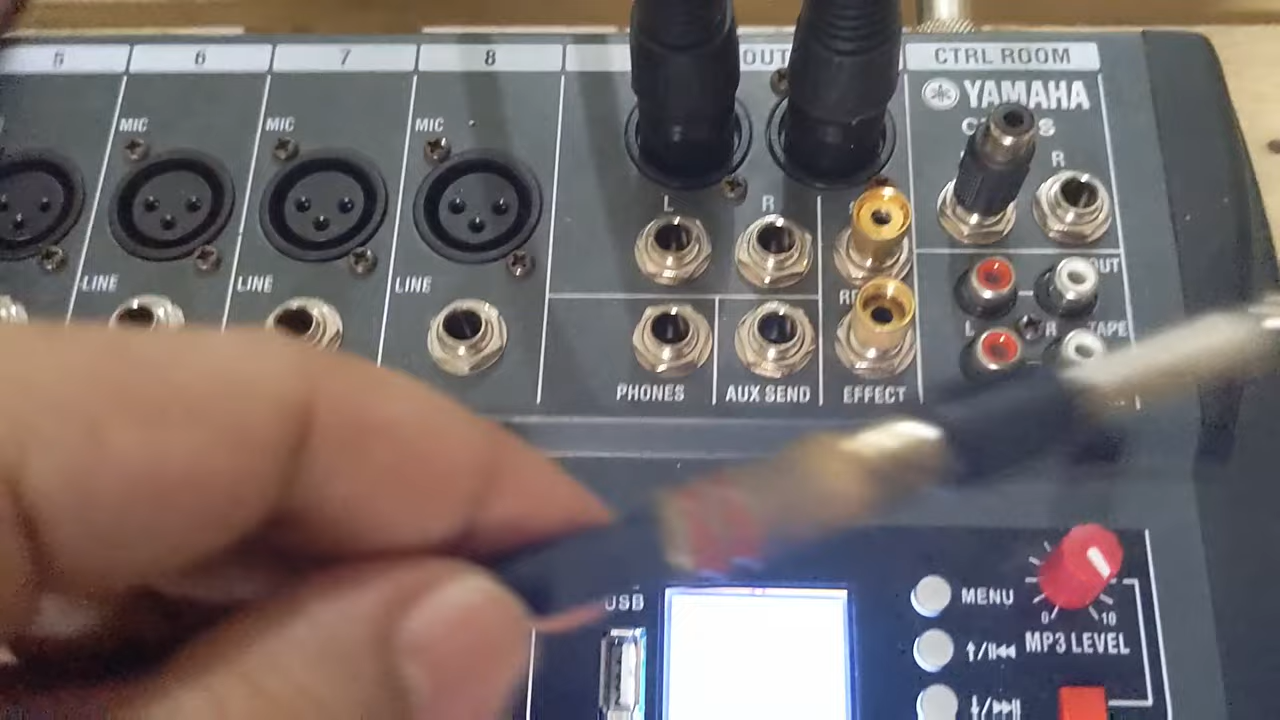 5 6 7 8 OUT CTRL ROOM
YAMAHA
MIC MIC MIC
R
L R
LINE LINE LINE
OUT
L R TAPE
PHONES AUX SEND EFFECT
USB
MENU
0 10
MP3 LEVEL